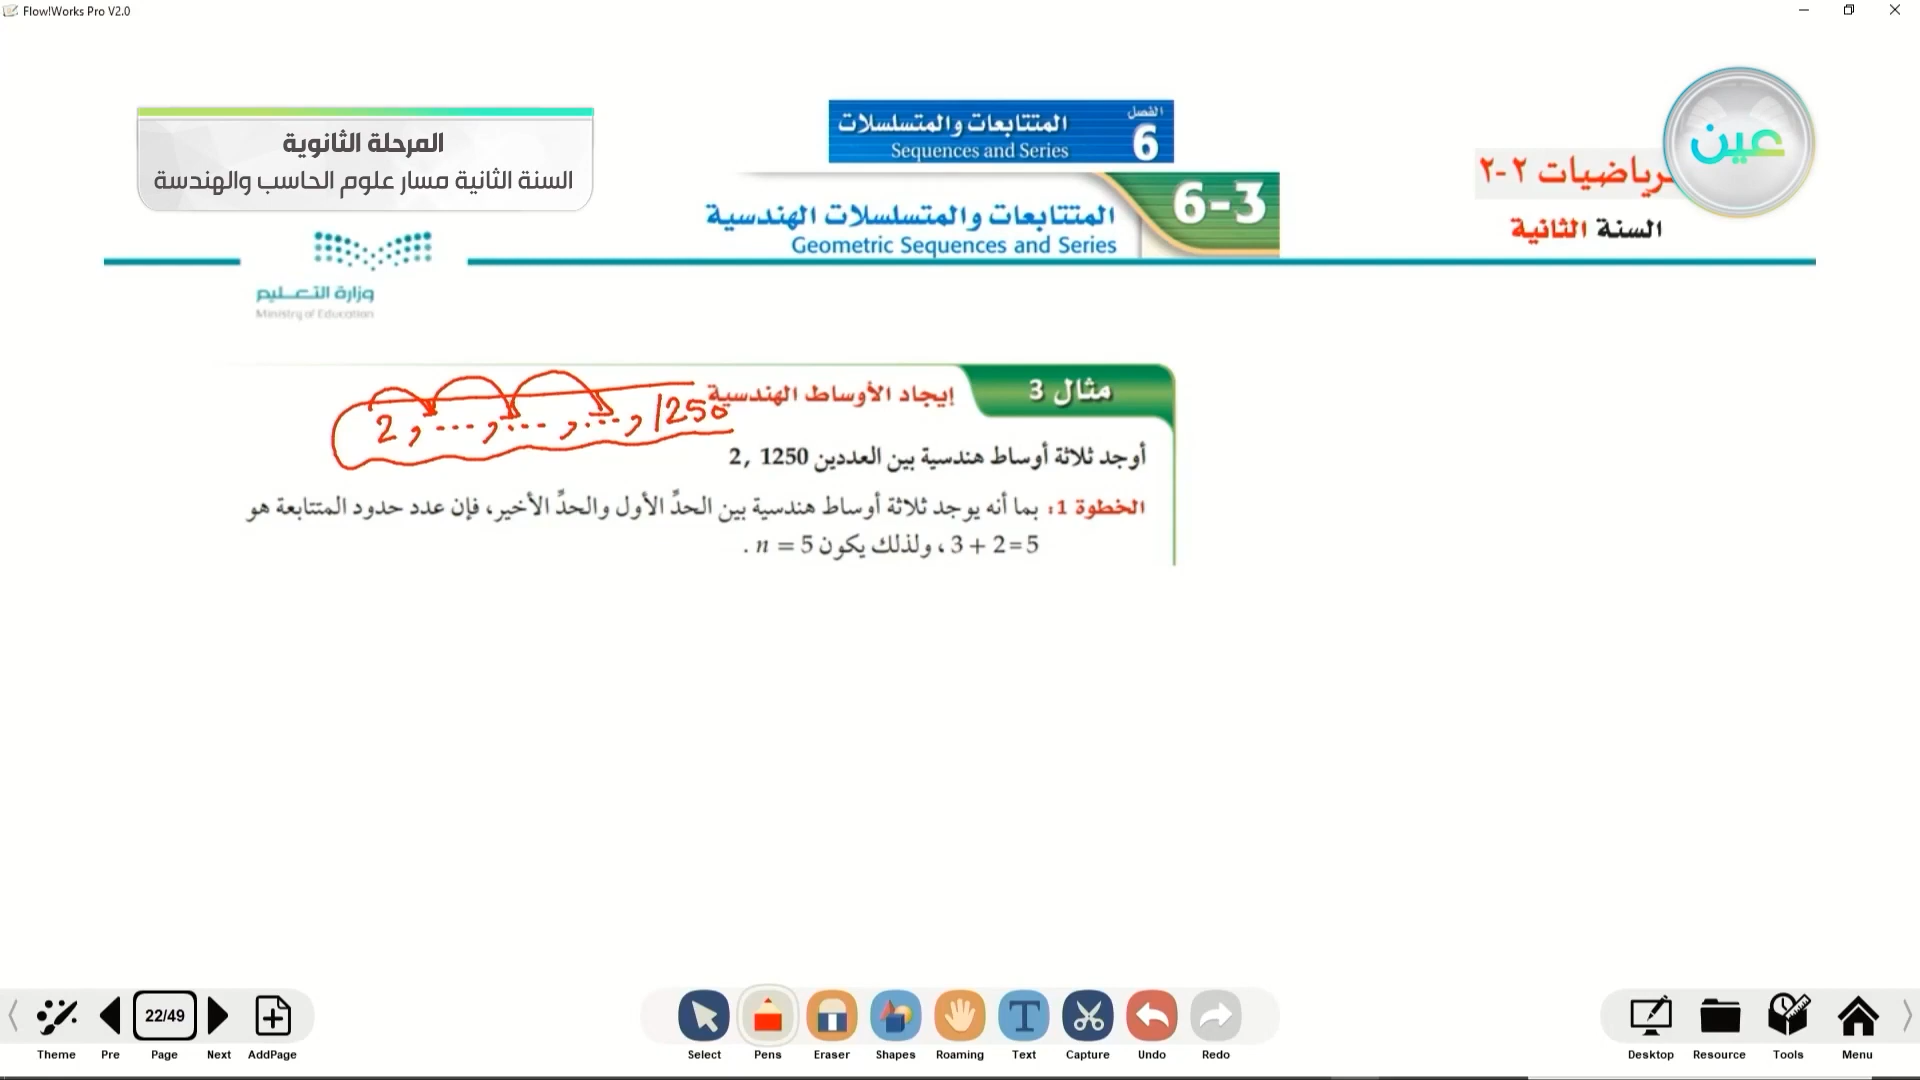 Flow!Works Pro V2.0
المرحلة الثانوية
السنة الثانية مسار علوم الحاسب والهندسة
وزارة التعليم
Ministry of Education
الفصل 6
المتتابعات والمتسلسلات
Sequences and Series
6-3
المتتابعات والمتسلسلات الهندسية
Geometric Sequences and Series
عين
رياضيات ٢-٢
السنة الثانية
مثال 3
إيجاد الأوساط الهندسية
2, ..., ..., ..., 1250
أوجد ثلاثة أوساط هندسية بين العددين 1250 ,2
الخطوة 1: بما أنه يوجد ثلاثة أوساط هندسية بين الحدِّ الأول والحدِّ الأخير، فإن عدد حدود المتتابعة هو
3 + 2 = 5 ، ولذلك يكون n = 5 .
22/49
Theme Pre Page Next AddPage
Select Pens Eraser Shapes Roaming Text Capture Undo Redo
Desktop Resource Tools Menu